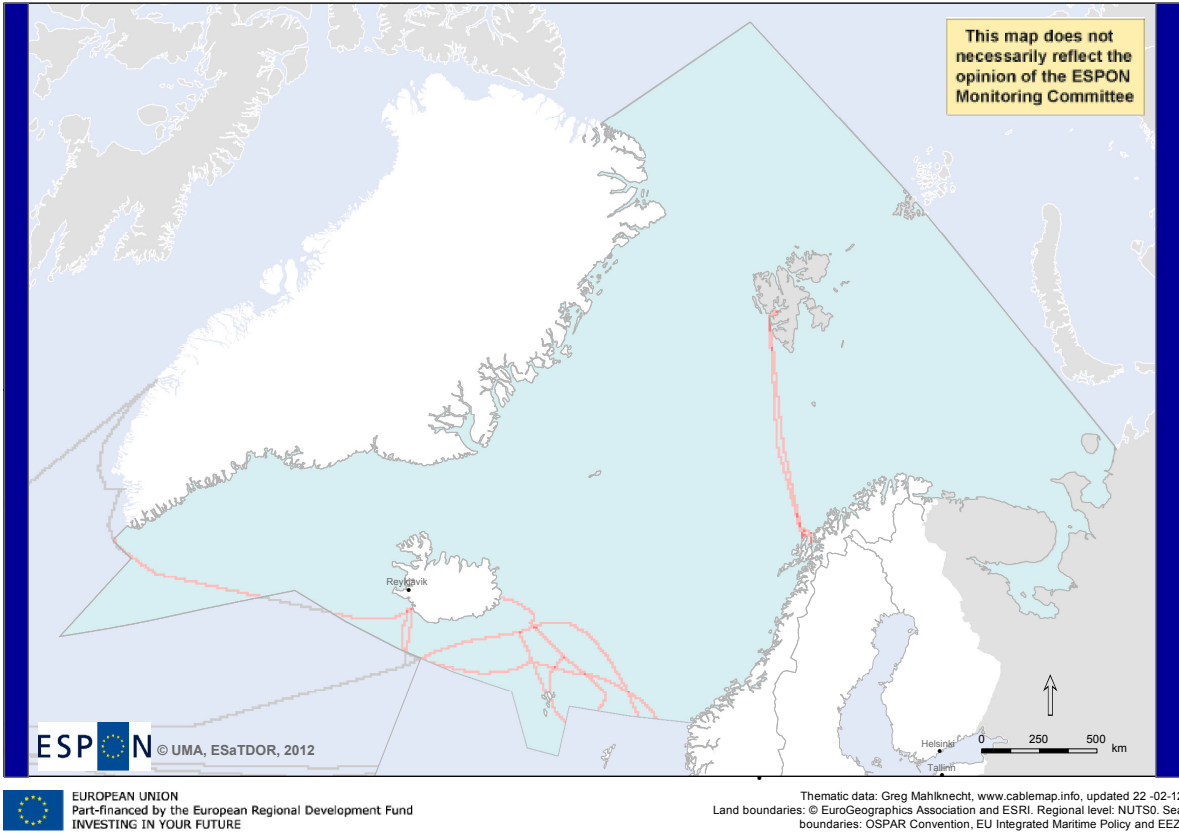 This map does not
necessarily reflect the
opinion of the ESPON
Monitoring Committee
Reykjavik
ESPON © UMA, ESaTDOR, 2012
Helsinki
Tallinn
0 250 500 km
EUROPEAN UNION
Part-financed by the European Regional Development Fund
INVESTING IN YOUR FUTURE
Thematic data: Greg Mahlknecht, www.cablemap.info, updated 22 -02-12
Land boundaries: © EuroGeographics Association and ESRI. Regional level: NUTS0. Sea
boundaries: OSPAR Convention, EU Integrated Maritime Policy and EEZ